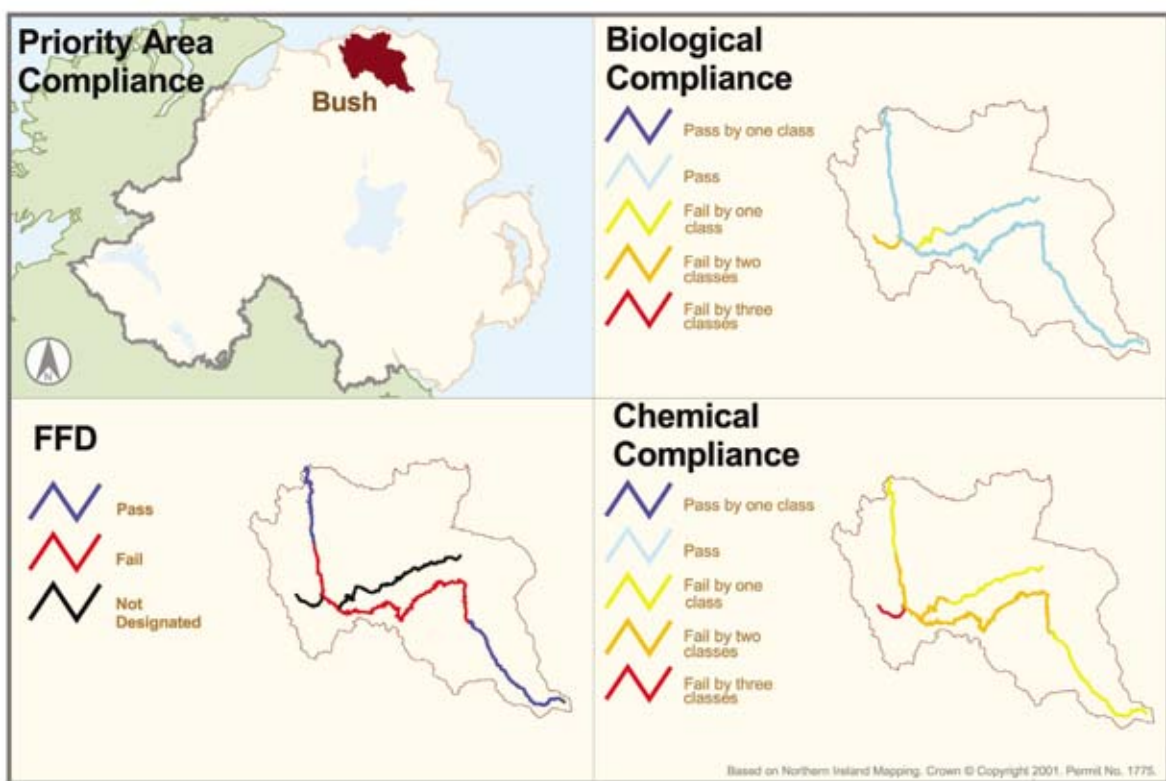 Priority Area
Compliance
Bush
N
Biological
Compliance
Pass by one class
Pass
Fail by one
class
Fail by two
classes
Fail by three
classes
FFD
Pass
Fail
Not
Designated
Chemical
Compliance
Pass by one class
Pass
Fail by one
class
Fail by two
classes
Fail by three
classes
Based on Northern Ireland Mapping. Crown © Copyright 2001. Permit No. 1775.